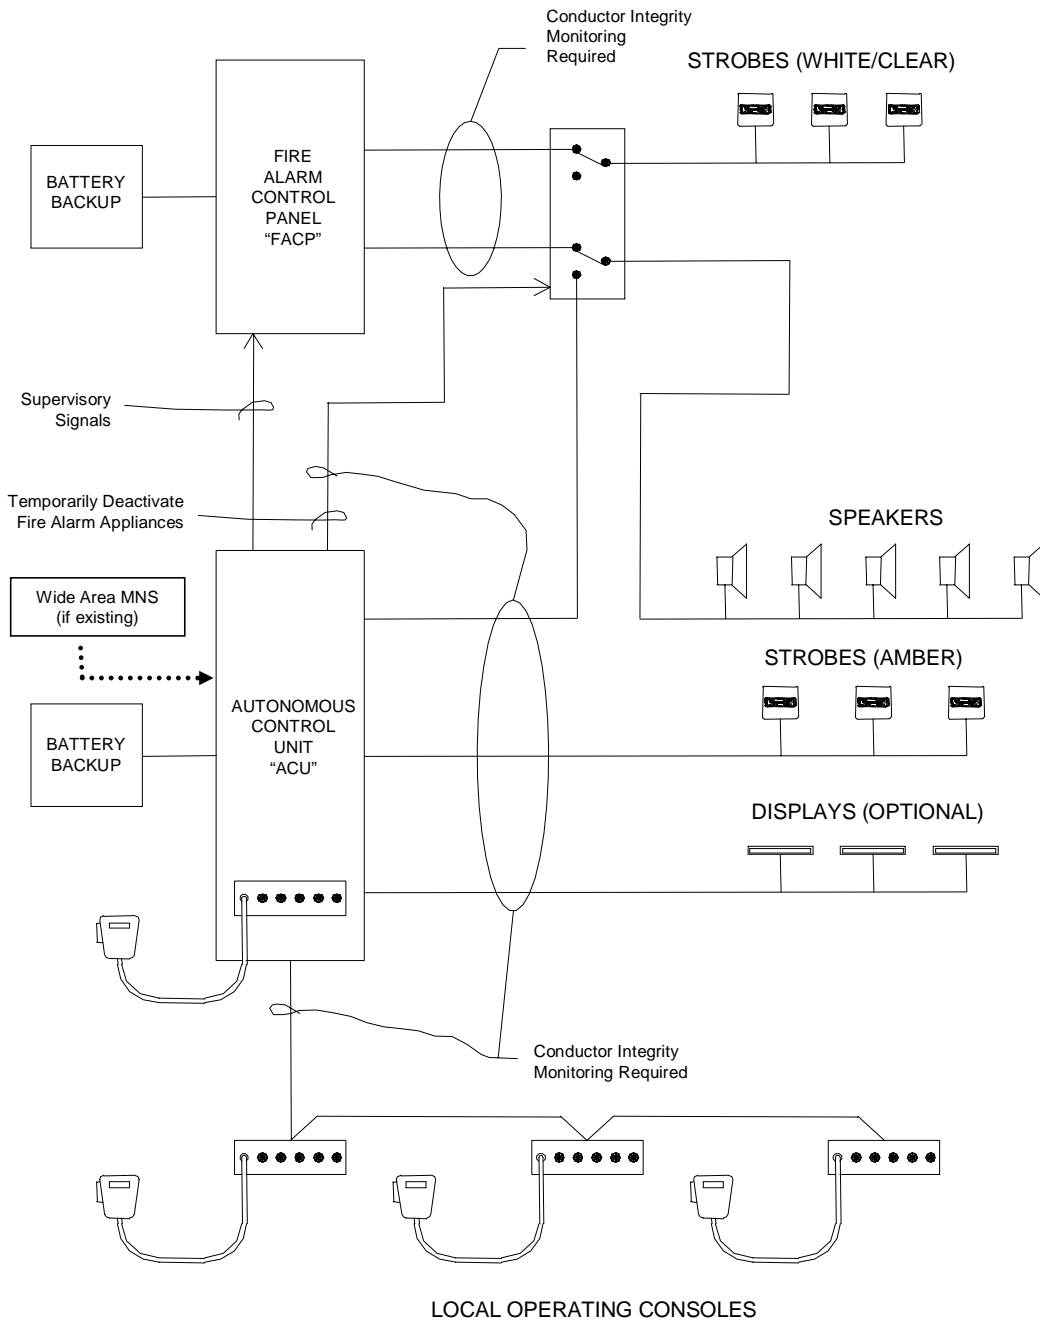 Conductor Integrity
Monitoring
Required
STROBES (WHITE/CLEAR)
FIRE
ALARM
CONTROL
PANEL
“FACP”
BATTERY
BACKUP
Supervisory
Signals
Temporarily Deactivate
Fire Alarm Appliances
SPEAKERS
Wide Area MNS
(if existing)
STROBES (AMBER)
AUTONOMOUS
CONTROL
UNIT
“ACU”
BATTERY
BACKUP
DISPLAYS (OPTIONAL)
Conductor Integrity
Monitoring Required
LOCAL OPERATING CONSOLES